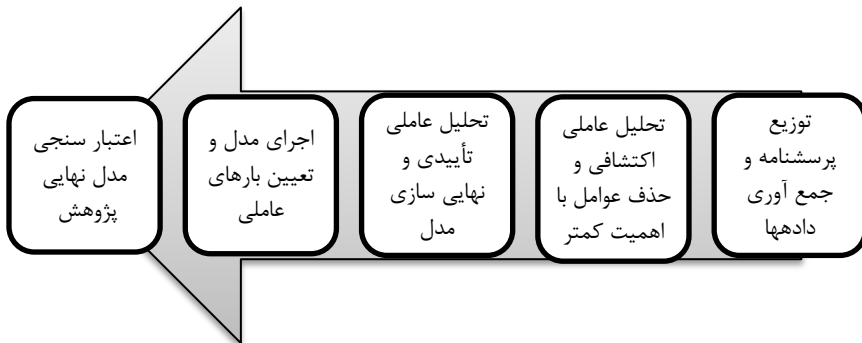 توزیع
پرسشنامه و
جمع آوری
دادهها
تحلیل عاملی
اکتشافی و
حذف عوامل با
اهمیت کمتر
تحلیل عاملی
تأییدی و
نهایی سازی
مدل
اجرای مدل و
تعیین بارهای
عاملی
اعتبار سنجی
مدل نهایی
پژوهش